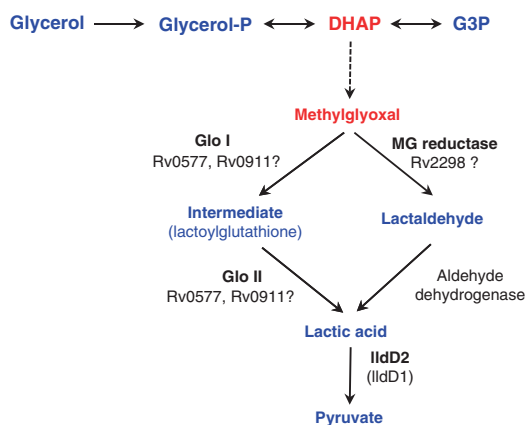 Glycerol Glycerol-P DHAP G3P
Methylglyoxal
Glo I
Rv0577, Rv0911?
MG reductase
Rv2298 ?
Intermediate
(lactoylglutathione)
Lactaldehyde
Glo II
Rv0577, Rv0911?
Aldehyde
dehydrogenase
Lactic acid
lldD2
(lldD1)
Pyruvate